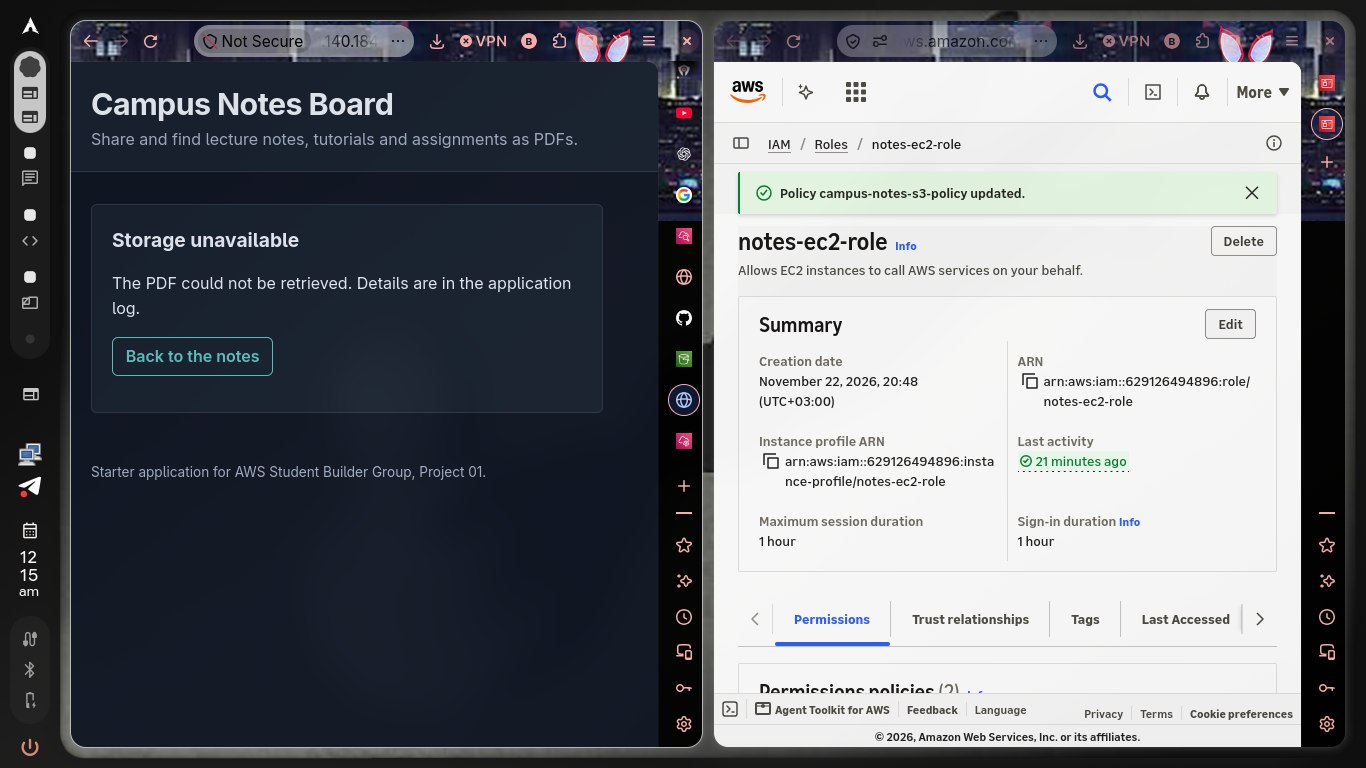 Not Secure
140.184
VPN
Campus Notes Board
Share and find lecture notes, tutorials and assignments as PDFs.
Storage unavailable
The PDF could not be retrieved. Details are in the application
log.
Back to the notes
Starter application for AWS Student Builder Group, Project 01.
12
15
am
ws.amazon.co
VPN
aws
More
IAM / Roles / notes-ec2-role
Policy campus-notes-s3-policy updated.
notes-ec2-role Info
Delete
Allows EC2 instances to call AWS services on your behalf.
Summary
Edit
Creation date
November 22, 2026, 20:48
(UTC+03:00)
ARN
arn:aws:iam::629126494896:role/
notes-ec2-role
Instance profile ARN
arn:aws:iam::629126494896:insta
nce-profile/notes-ec2-role
Last activity
21 minutes ago
Maximum session duration
1 hour
Sign-in duration Info
1 hour
Permissions
Trust relationships
Tags
Last Accessed
Permissions policies (2) Info
Agent Toolkit for AWS
Feedback
Language
Privacy
Terms
Cookie preferences
© 2026, Amazon Web Services, Inc. or its affiliates.